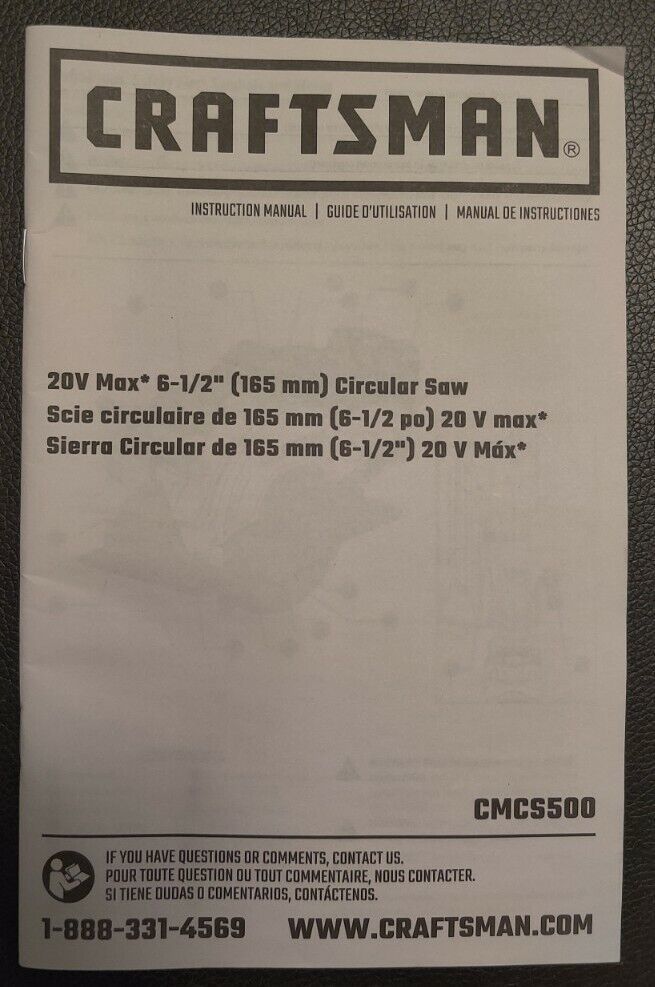 CRAFTSMAN®
INSTRUCTION MANUAL | GUIDE D'UTILISATION | MANUAL DE INSTRUCTIONES
20V Max* 6-1/2" (165 mm) Circular Saw
Scie circulaire de 165 mm (6-1/2 po) 20 V max*
Sierra Circular de 165 mm (6-1/2") 20 V Máx*
CMCS500
IF YOU HAVE QUESTIONS OR COMMENTS, CONTACT US.
POUR TOUTE QUESTION OU TOUT COMMENTAIRE, NOUS CONTACTER.
SI TIENE DUDAS O COMENTARIOS, CONTÁCTENOS.
1-888-331-4569 WWW.CRAFTSMAN.COM